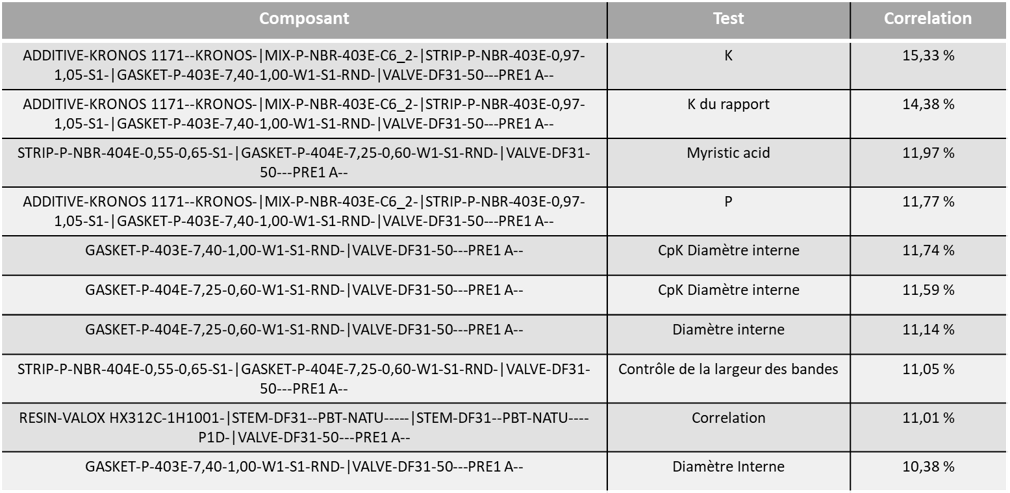 Composant Test Correlation
ADDITIVE-KRONOS 1171--KRONOS-|MIX-P-NBR-403E-C6_2-|STRIP-P-NBR-403E-0,97- K 15,33 %
1,05-S1-|GASKET-P-403E-7,40-1,00-W1-S1-RND-|VALVE-DF31-50---PRE1 A--
ADDITIVE-KRONOS 1171--KRONOS-|MIX-P-NBR-403E-C6_2-|STRIP-P-NBR-403E-0,97- K du rapport 14,38 %
1,05-S1-|GASKET-P-403E-7,40-1,00-W1-S1-RND-|VALVE-DF31-50---PRE1 A--
STRIP-P-NBR-404E-0,55-0,65-S1-|GASKET-P-404E-7,25-0,60-W1-S1-RND-|VALVE-DF31- Myristic acid 11,97 %
50---PRE1 A--
ADDITIVE-KRONOS 1171--KRONOS-|MIX-P-NBR-403E-C6_2-|STRIP-P-NBR-403E-0,97- P 11,77 %
1,05-S1-|GASKET-P-403E-7,40-1,00-W1-S1-RND-|VALVE-DF31-50---PRE1 A--
GASKET-P-403E-7,40-1,00-W1-S1-RND-|VALVE-DF31-50---PRE1 A-- CpK Diamètre interne 11,74 %
GASKET-P-404E-7,25-0,60-W1-S1-RND-|VALVE-DF31-50---PRE1 A-- CpK Diamètre interne 11,59 %
GASKET-P-404E-7,25-0,60-W1-S1-RND-|VALVE-DF31-50---PRE1 A-- Diamètre interne 11,14 %
STRIP-P-NBR-404E-0,55-0,65-S1-|GASKET-P-404E-7,25-0,60-W1-S1-RND-|VALVE-DF31- Contrôle de la largeur des bandes 11,05 %
50---PRE1 A--
RESIN-VALOX HX312C-1H1001-|STEM-DF31--PBT-NATU-----|STEM-DF31--PBT-NATU---- Correlation 11,01 %
P1D-|VALVE-DF31-50---PRE1 A--
GASKET-P-403E-7,40-1,00-W1-S1-RND-|VALVE-DF31-50---PRE1 A-- Diamètre Interne 10,38 %